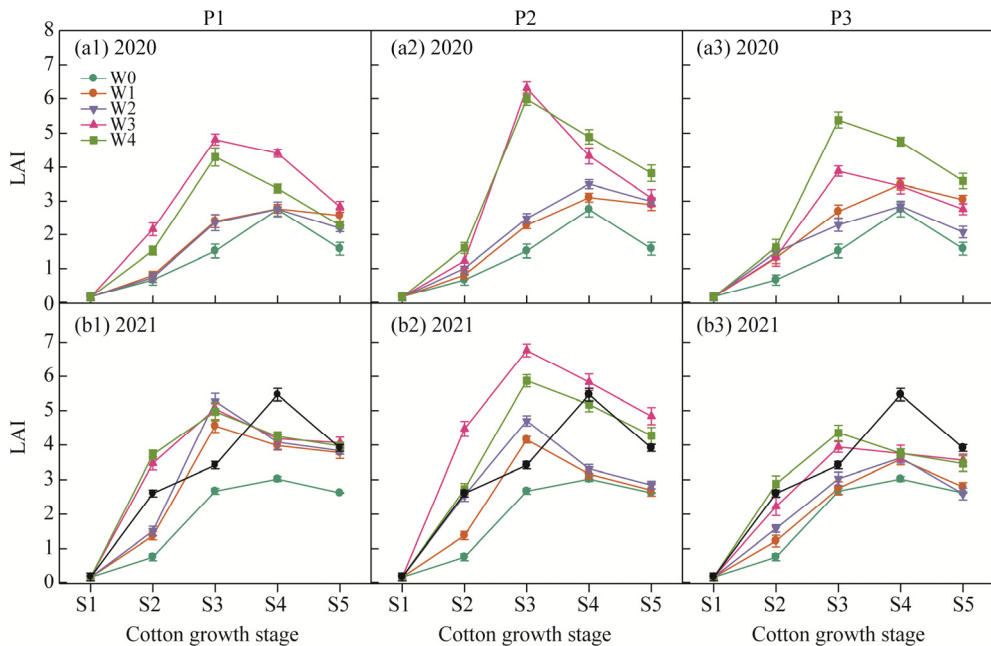 P1 P2 P3
8
(a1) 2020 (a2) 2020 (a3) 2020
7
W0
W1
6
W2
W3
5
W4
LAI
4
3
2
1
0
(b1) 2021 (b2) 2021 (b3) 2021
7
6
5
LAI
4
3
2
1
0
S1 S2 S3 S4 S5 S1 S2 S3 S4 S5 S1 S2 S3 S4 S5
Cotton growth stage Cotton growth stage Cotton growth stage